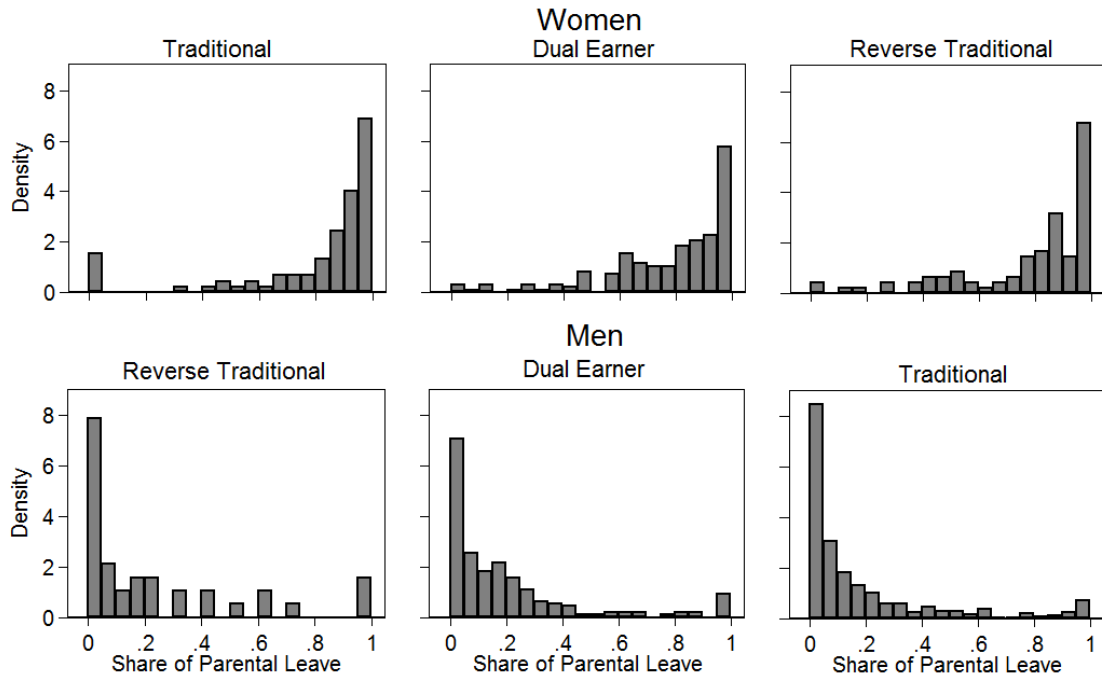 Women
Traditional
Dual Earner
Reverse Traditional
Density
8
6
4
2
0
Men
Reverse Traditional
Dual Earner
Traditional
Density
8
6
4
2
0
0 .2 .4 .6 .8 1
0 .2 .4 .6 .8 1
0 .2 .4 .6 .8 1
Share of Parental Leave
Share of Parental Leave
Share of Parental Leave